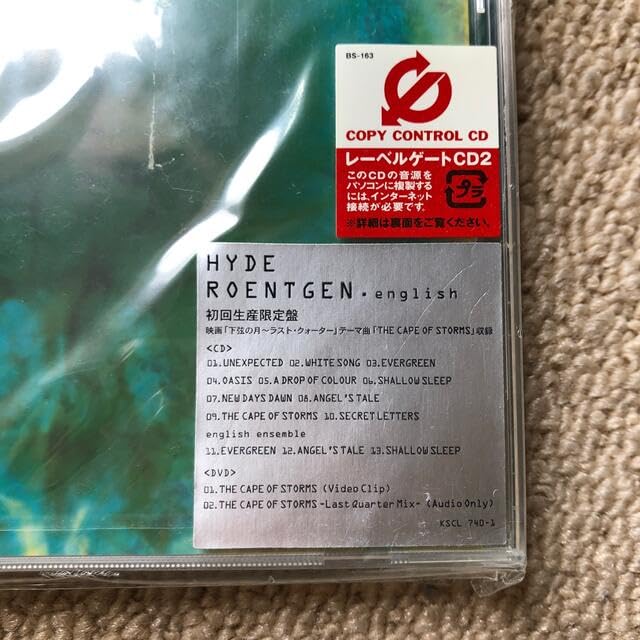 BS-163
COPY CONTROL CD
レーベルゲートCD2
このCDの音源を
パソコンに複製する
には、インターネット
接続が必要です。
プラ
※詳細は裏面をご覧ください。
HYDE
ROENTGEN. english
初回生産限定盤
映画「下弦の月～ラスト・クォーター」テーマ曲「THE CAPE OF STORMS」収録
<CD>
01.UNEXPECTED 02.WHITE SONG 03.EVERGREEN
04.OASIS 05.A DROP OF COLOUR 06.SHALLOW SLEEP
07.NEW DAYS DAWN 08.ANGEL'S TALE
09.THE CAPE OF STORMS 10.SECRET LETTERS
english ensemble
11.EVERGREEN 12.ANGEL'S TALE 13.SHALLOW SLEEP
<DVD>
01.THE CAPE OF STORMS (Video Clip)
02.THE CAPE OF STORMS -Last Quarter Mix- (Audio Only)
KSCL 740-1